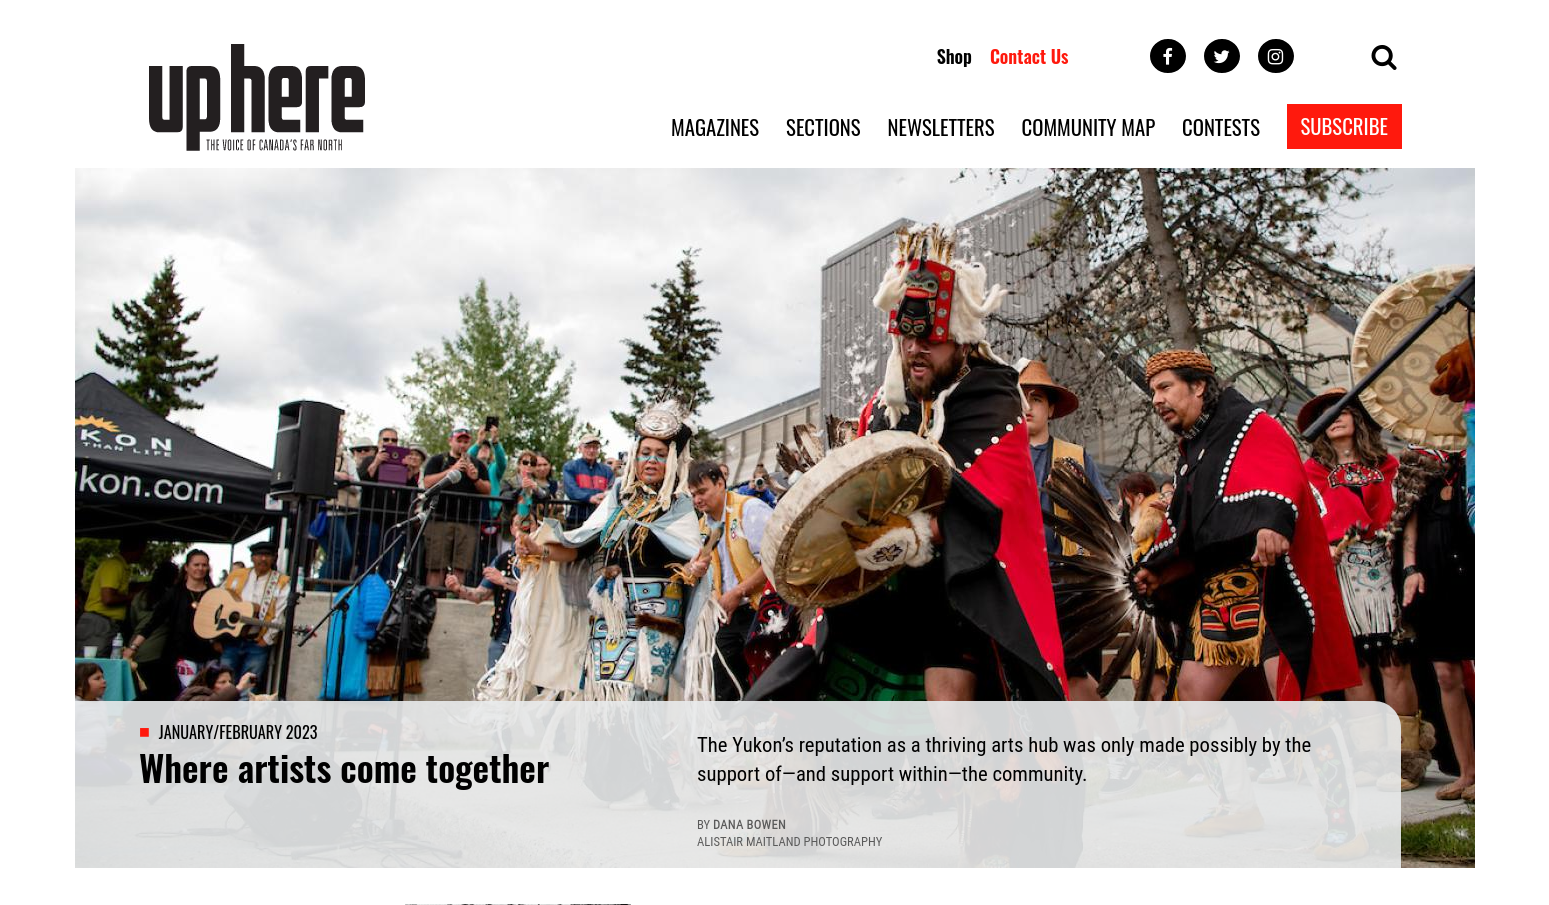 up here
THE VOICE OF CANADA'S FAR NORTH
Shop Contact Us
MAGAZINES SECTIONS NEWSLETTERS COMMUNITY MAP CONTESTS SUBSCRIBE
KON
THAN LIFE
kon.com
JANUARY/FEBRUARY 2023
Where artists come together
The Yukon’s reputation as a thriving arts hub was only made possibly by the
support of—and support within—the community.
BY DANA BOWEN
ALISTAIR MAITLAND PHOTOGRAPHY